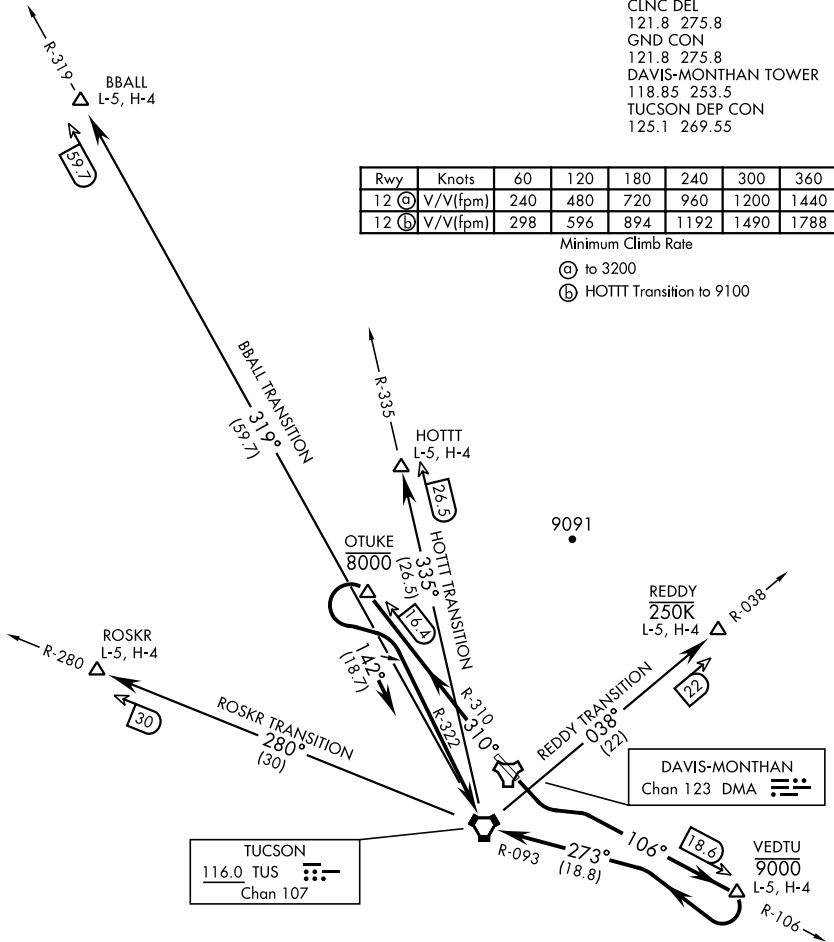 CLNC DEL
121.8 275.8
GND CON
121.8 275.8
DAVIS-MONTHAN TOWER
118.85 253.5
TUCSON DEP CON
125.1 269.55
R-319
BBALL
L-5, H-4
59.7
Rwy Knots 60 120 180 240 300 360
12 ⓐ V/V(fpm) 240 480 720 960 1200 1440
12 ⓑ V/V(fpm) 298 596 894 1192 1490 1788
Minimum Climb Rate
ⓐ to 3200
ⓑ HOTTT Transition to 9100
BBALL TRANSITION
319°
(59.7)
R-335
HOTTT
L-5, H-4
26.5
HOTTT TRANSITION
335°
(26.5)
9091
OTUKE
8000
16.4
142°
(18.7)
R-322
R-310
310°
REDDY
250K
L-5, H-4
R-038
22
REDDY TRANSITION
038°
(22)
ROSKR
L-5, H-4
R-280
30
ROSKR TRANSITION
280°
(30)
DAVIS-MONTHAN
Chan 123 DMA
TUCSON
116.0 TUS
Chan 107
R-093
273°
(18.8)
106°
18.6
VEDTU
9000
L-5, H-4
R-106